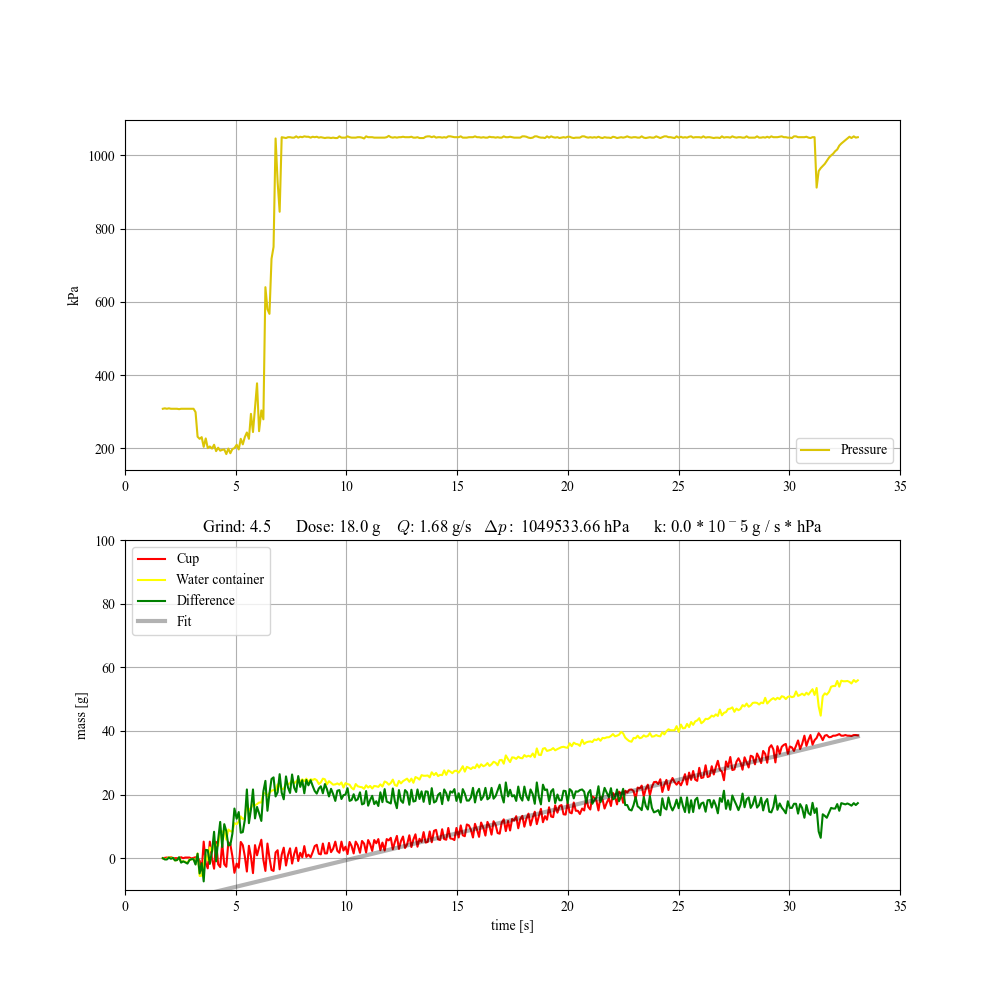 1000
800
600
400
200
kPa
Pressure
0 5 10 15 20 25 30 35
Grind: 4.5 Dose: 18.0 g Q: 1.68 g/s Δp: 1049533.66 hPa k: 0.0 * 10⁻5 g / s * hPa
100
80
60
40
20
0
mass [g]
Cup
Water container
Difference
Fit
0 5 10 15 20 25 30 35
time [s]